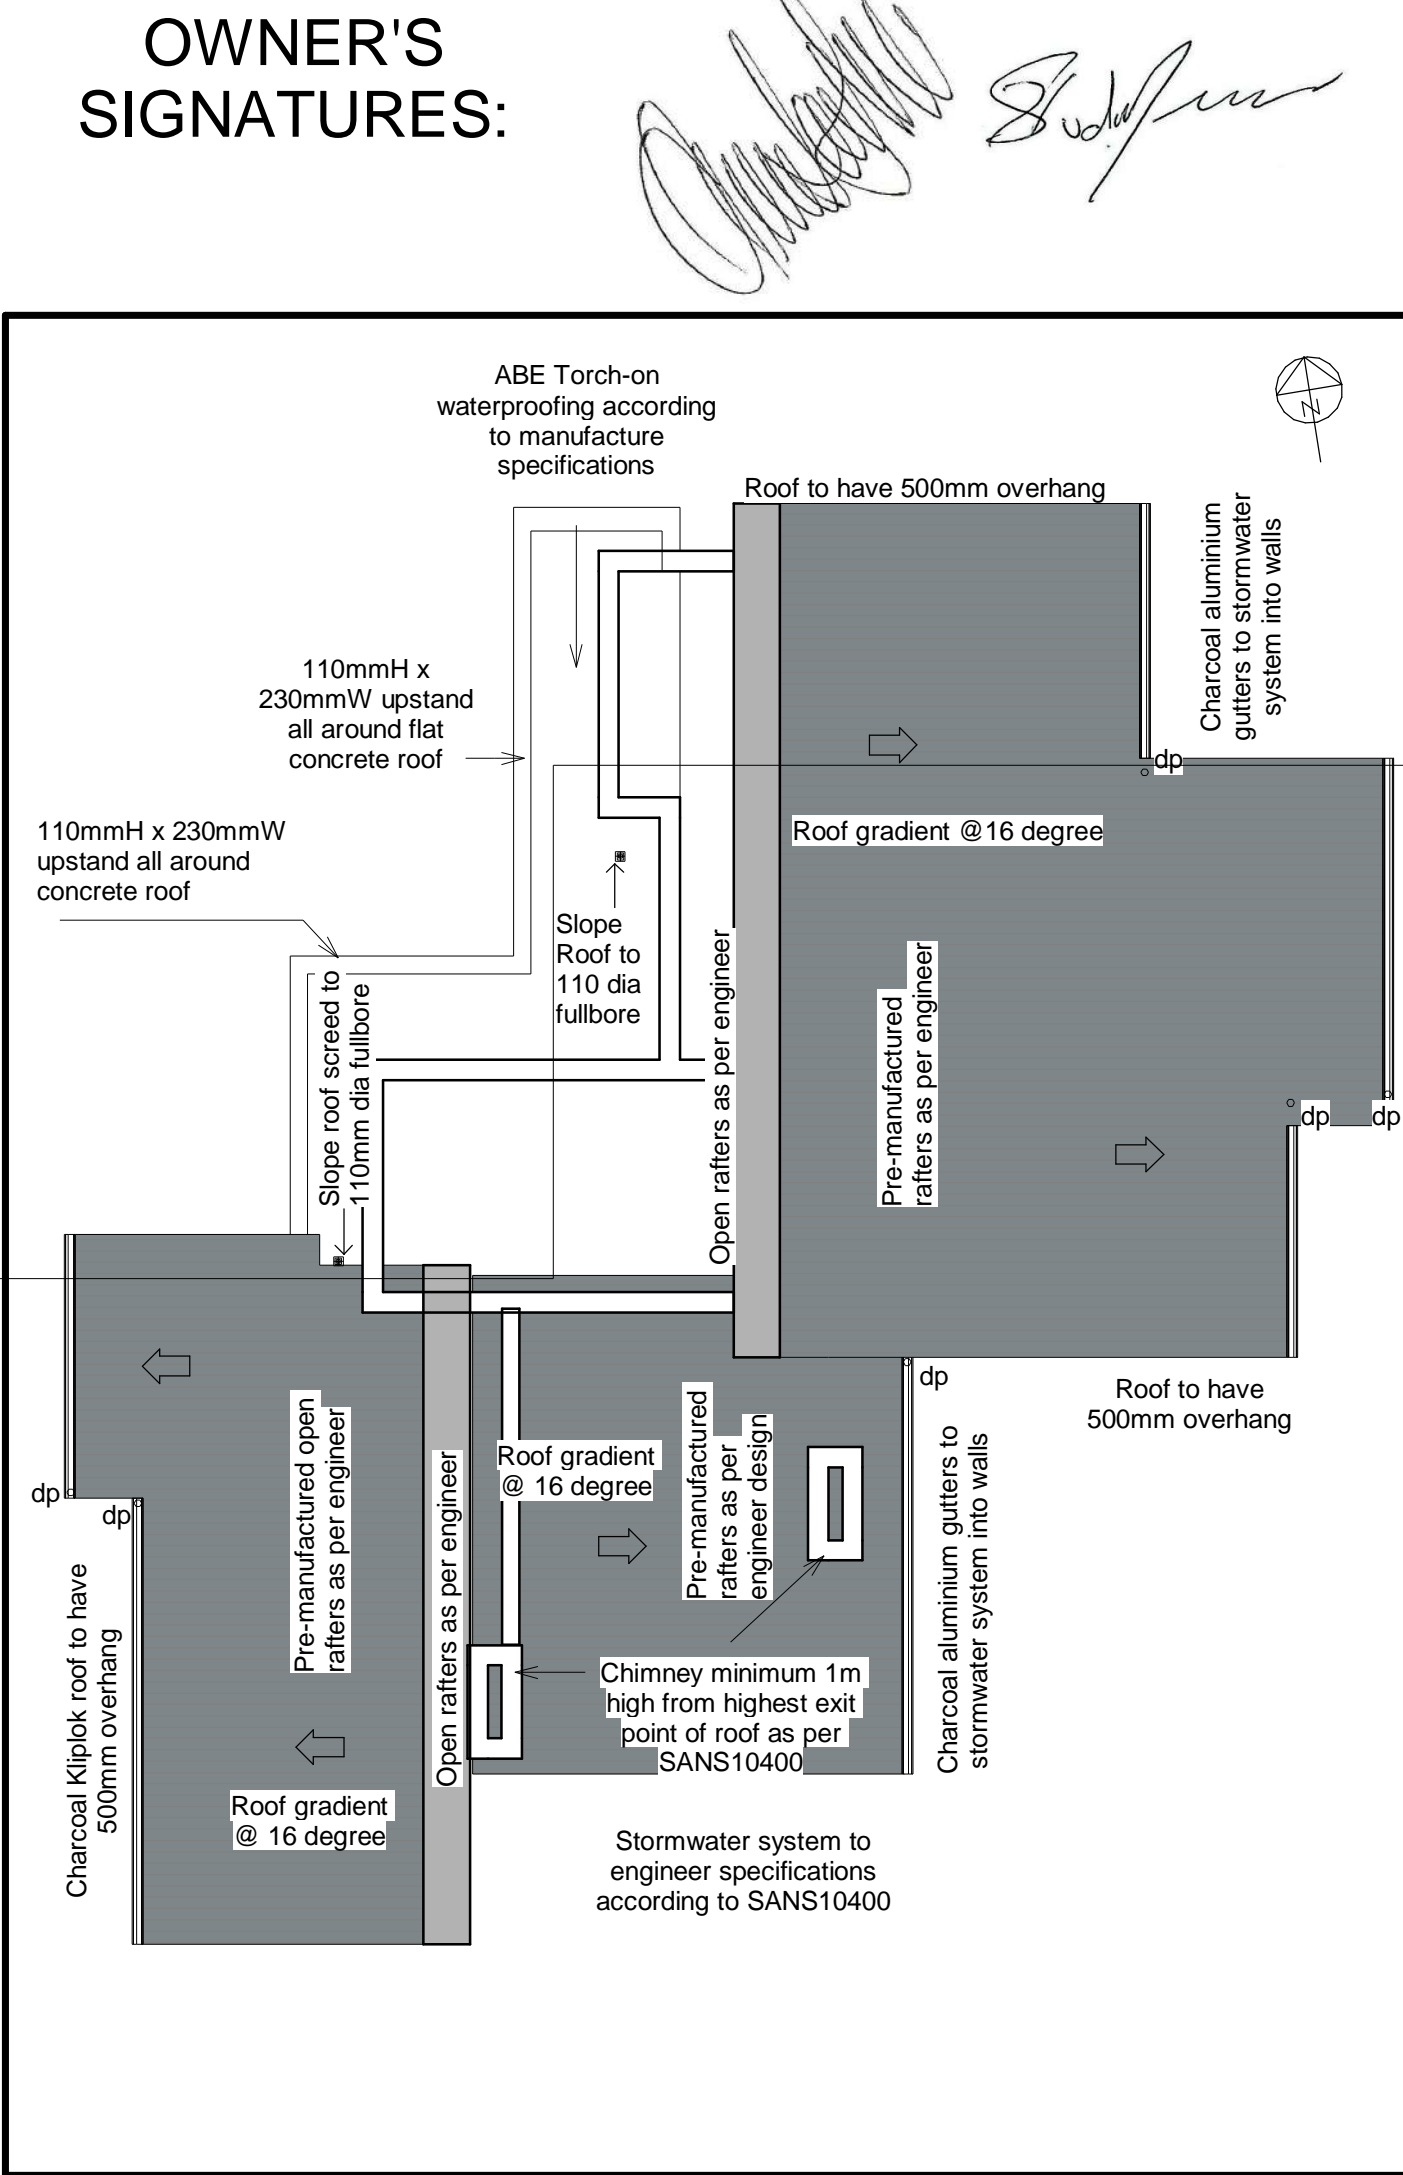 OWNER'S
SIGNATURES:
ABE Torch-on
waterproofing according
to manufacture
specifications
N
Roof to have 500mm overhang
Charcoal aluminium
gutters to stormwater
system into walls
110mmH x
230mmW upstand
all around flat
concrete roof
dp
Roof gradient @16 degree
110mmH x 230mmW
upstand all around
concrete roof
Slope
Roof to
110 dia
fullbore
Slope roof screed to
110mm dia fullbore
Open rafters as per engineer
Pre-manufactured
rafters as per engineer
dp
dp
dp
Roof to have
500mm overhang
Pre-manufactured open
rafters as per engineer
Open rafters as per engineer
Roof gradient
@ 16 degree
Pre-manufactured
rafters as per
engineer design
Charcoal aluminium gutters to
stormwater system into walls
dp
dp
Charcoal Kliplok roof to have
500mm overhang
Chimney minimum 1m
high from highest exit
point of roof as per
SANS10400
Roof gradient
@ 16 degree
Stormwater system to
engineer specifications
according to SANS10400